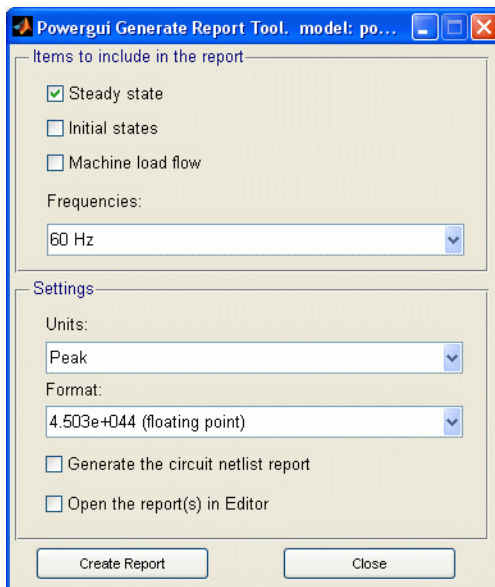 Powergui Generate Report Tool. model: po...
Items to include in the report
Steady state
Initial states
Machine load flow
Frequencies:
60 Hz
Settings
Units:
Peak
Format:
4.503e+044 (floating point)
Generate the circuit netlist report
Open the report(s) in Editor
Create Report
Close